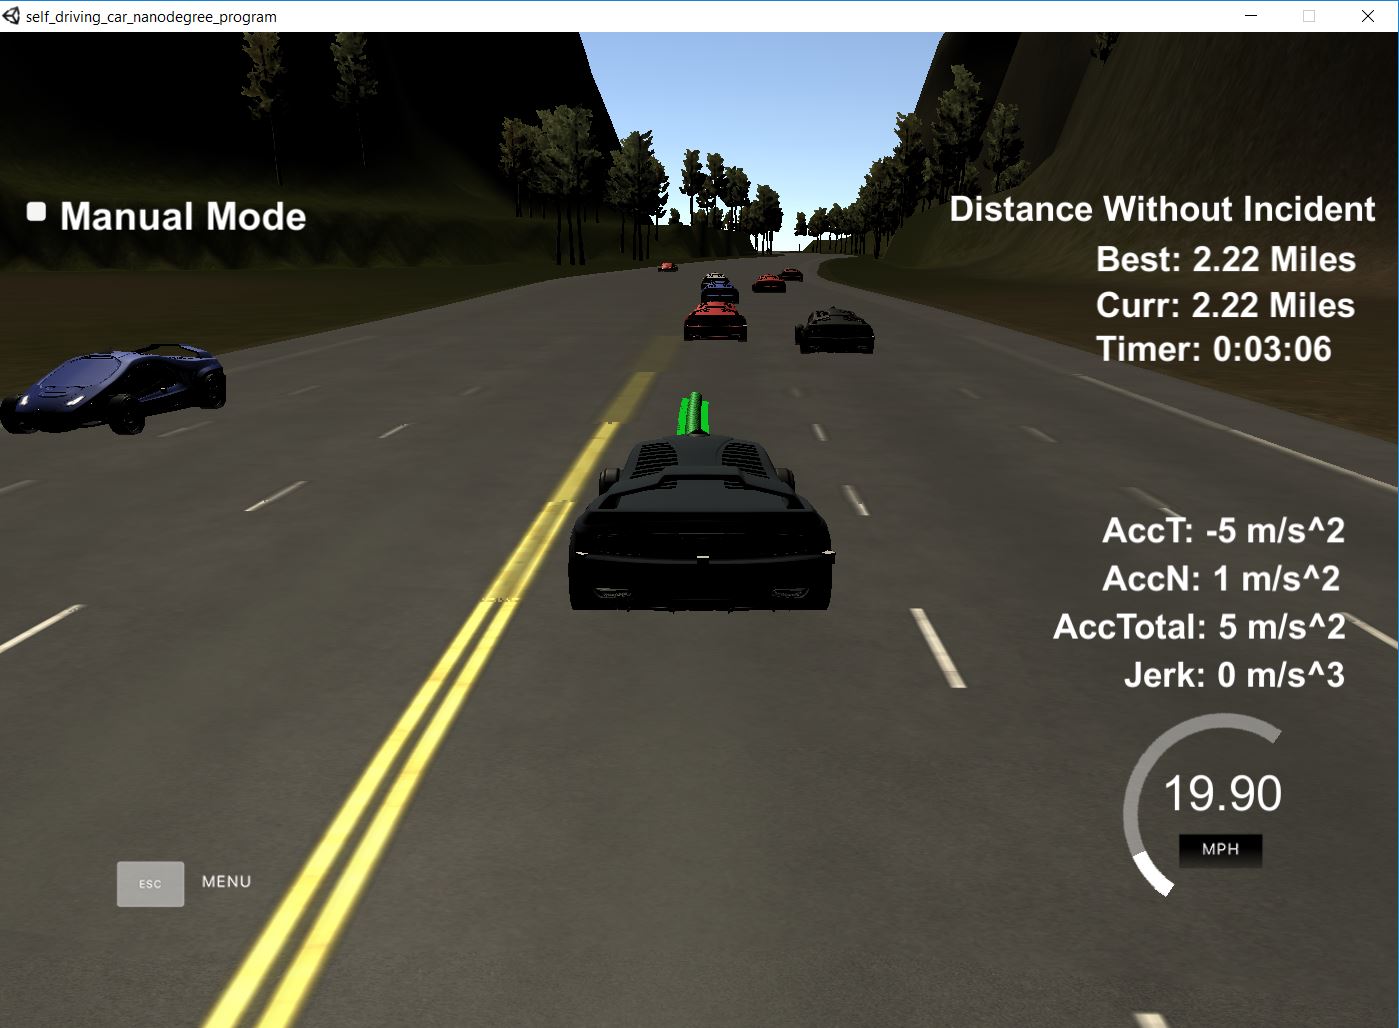 self_driving_car_nanodegree_program
Manual Mode
Distance Without Incident
Best: 2.22 Miles
Curr: 2.22 Miles
Timer: 0:03:06
AccT: -5 m/s^2
AccN: 1 m/s^2
AccTotal: 5 m/s^2
Jerk: 0 m/s^3
19.90
MPH
ESC MENU